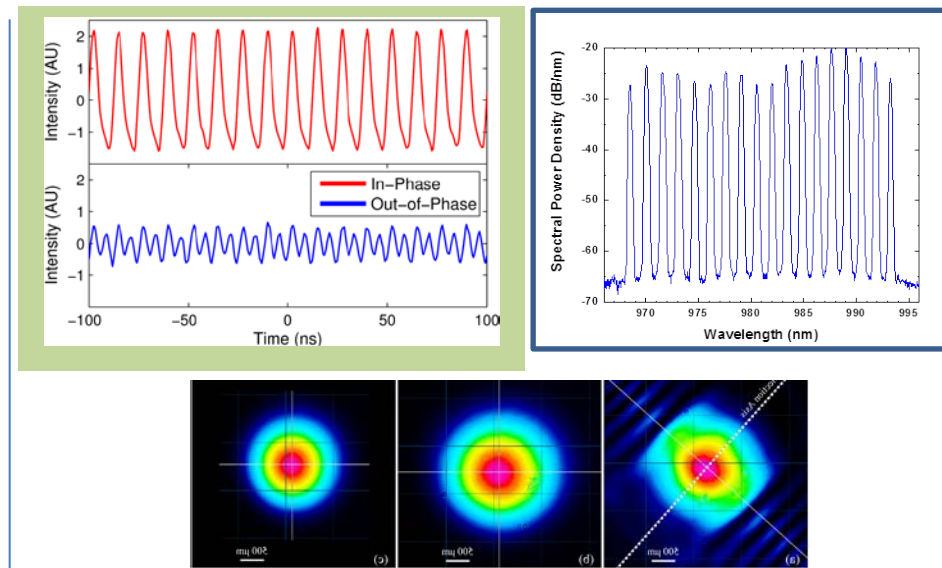 Intensity (AU)
2
1
0
−1
Intensity (AU)
2
1
0
−1
In−Phase
Out−of−Phase
−100
−50
0
50
100
Time (ns)
Spectral Power Density (dB/nm)
-20
-30
-40
-50
-60
-70
970
975
980
985
990
995
Wavelength (nm)
500 µm
(c)
500 µm
(b)
500 µm
(a)
Axis